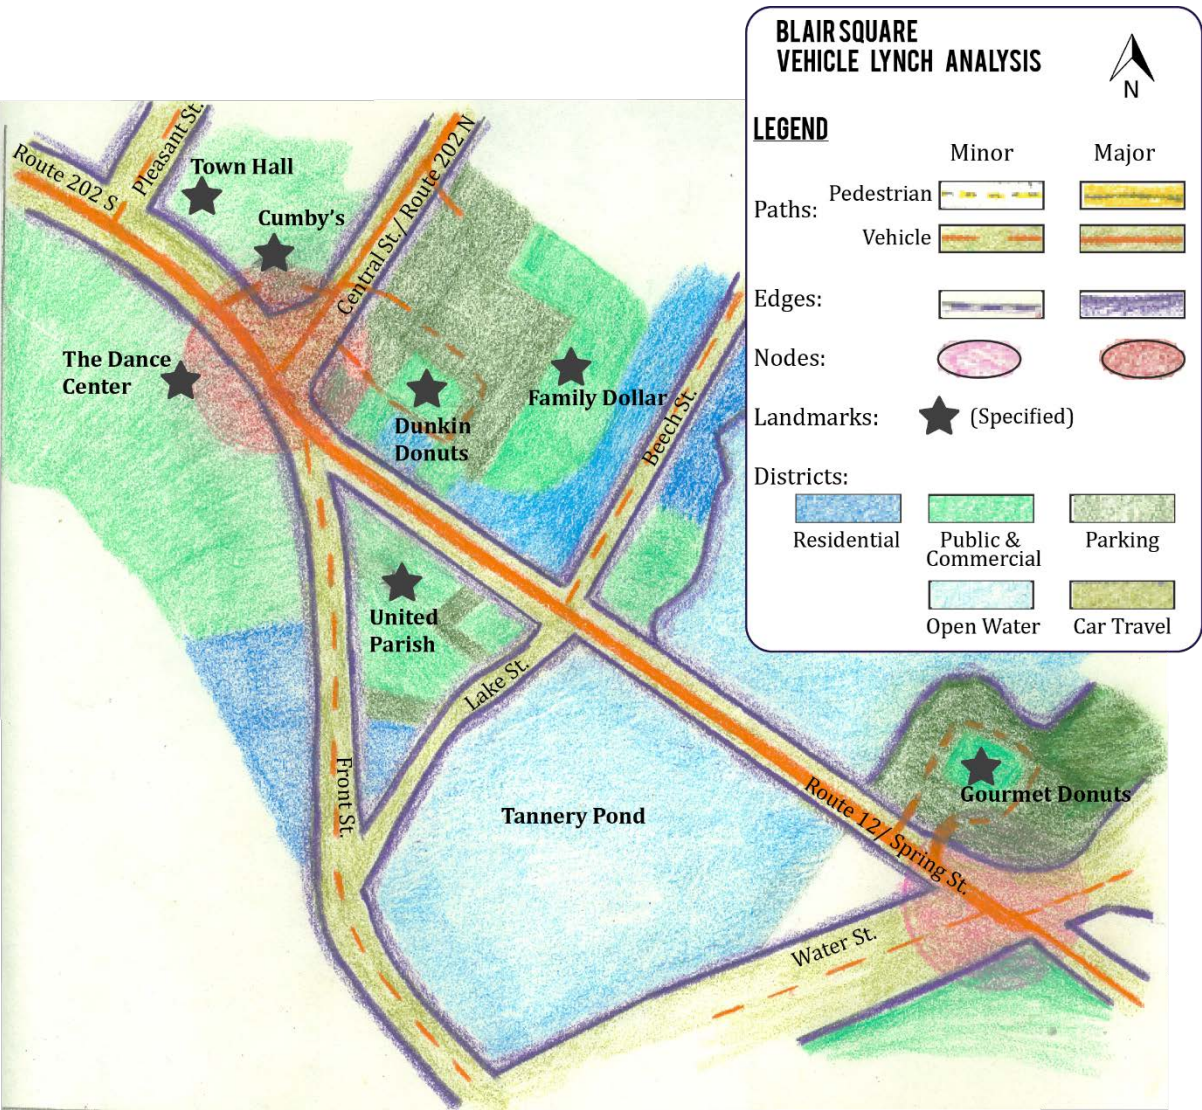 BLAIR SQUARE
VEHICLE LYNCH ANALYSIS
N
LEGEND
Minor
Major
Paths:
Pedestrian
Vehicle
Edges:
Nodes:
Landmarks:
(Specified)
Districts:
Residential
Public &
Commercial
Parking
Open Water
Car Travel
Route 202 S
Pleasant St.
Town Hall
Cumby's
Central St./ Route 202 N
The Dance
Center
Dunkin
Donuts
Family Dollar
Beech St.
United
Parish
Lake St.
Front St.
Tannery Pond
Route 12/ Spring St.
Gourmet Donuts
Water St.